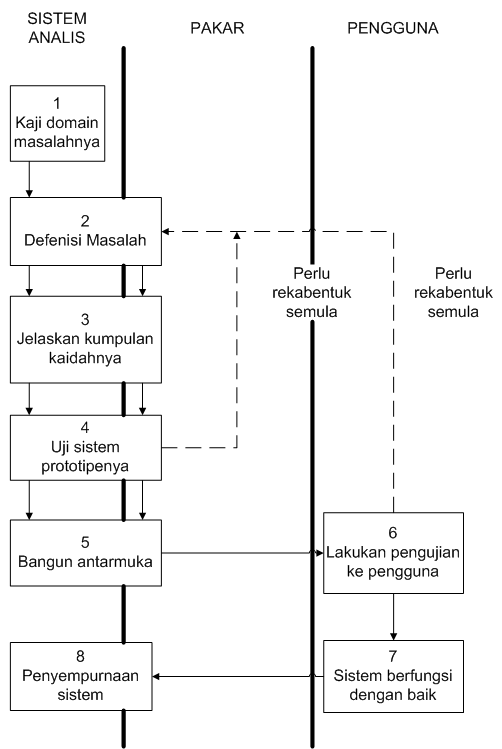 SISTEM
ANALIS
PAKAR
PENGGUNA
1
Kaji domain
masalahnya
2
Defenisi Masalah
Perlu
rekabentuk
semula
Perlu
rekabentuk
semula
3
Jelaskan kumpulan
kaidahnya
4
Uji sistem
prototipenya
5
Bangun antarmuka
6
Lakukan pengujian
ke pengguna
7
Sistem berfungsi
dengan baik
8
Penyempurnaan
sistem